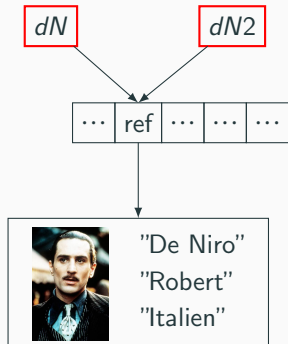 dN dN2
... ref ... ... ...
"De Niro"
"Robert"
"Italien"